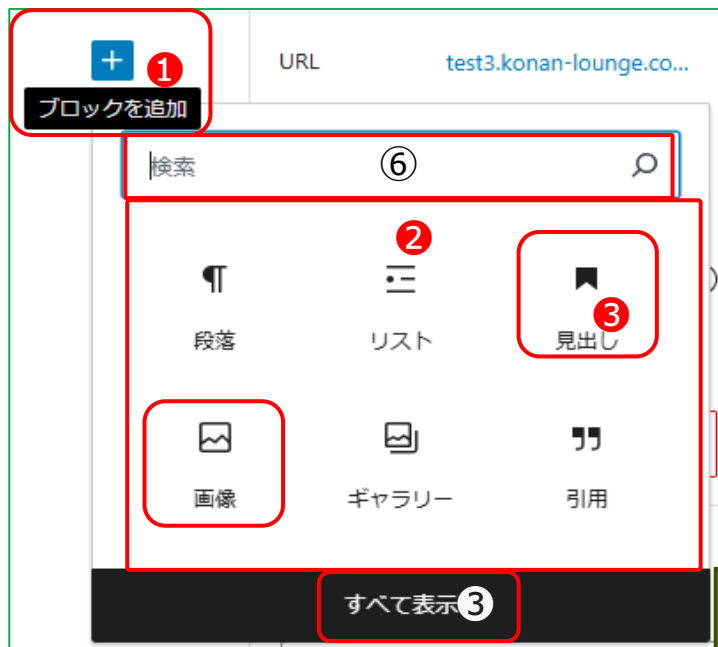 + ❶ URL test3.konan-lounge.co...
ブロックを追加
検索 ⑥
❷
❸
段落 リスト 見出し
画像 ギャラリー 引用
すべて表示 ❸